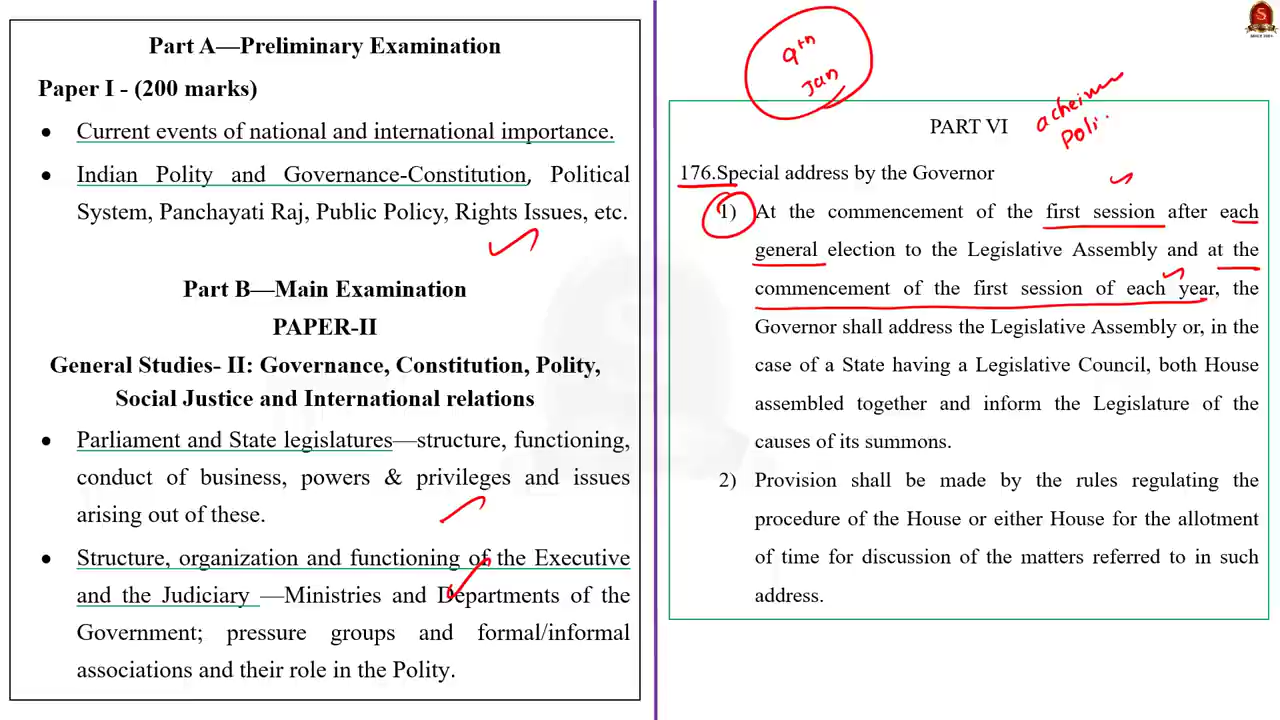 Part A—Preliminary Examination
Paper I - (200 marks)
• Current events of national and international importance.
• Indian Polity and Governance-Constitution, Political
System, Panchayati Raj, Public Policy, Rights Issues, etc.
Part B—Main Examination
PAPER-II
General Studies- II: Governance, Constitution, Polity,
Social Justice and International relations
• Parliament and State legislatures—structure, functioning,
conduct of business, powers & privileges and issues
arising out of these.
• Structure, organization and functioning of the Executive
and the Judiciary —Ministries and Departments of the
Government; pressure groups and formal/informal
associations and their role in the Polity.
9th
Jan
PART VI
Poli
176.Special address by the Governor
1) At the commencement of the first session after each
general election to the Legislative Assembly and at the
commencement of the first session of each year, the
Governor shall address the Legislative Assembly or, in the
case of a State having a Legislative Council, both House
assembled together and inform the Legislature of the
causes of its summons.
2) Provision shall be made by the rules regulating the
procedure of the House or either House for the allotment
of time for discussion of the matters referred to in such
address.